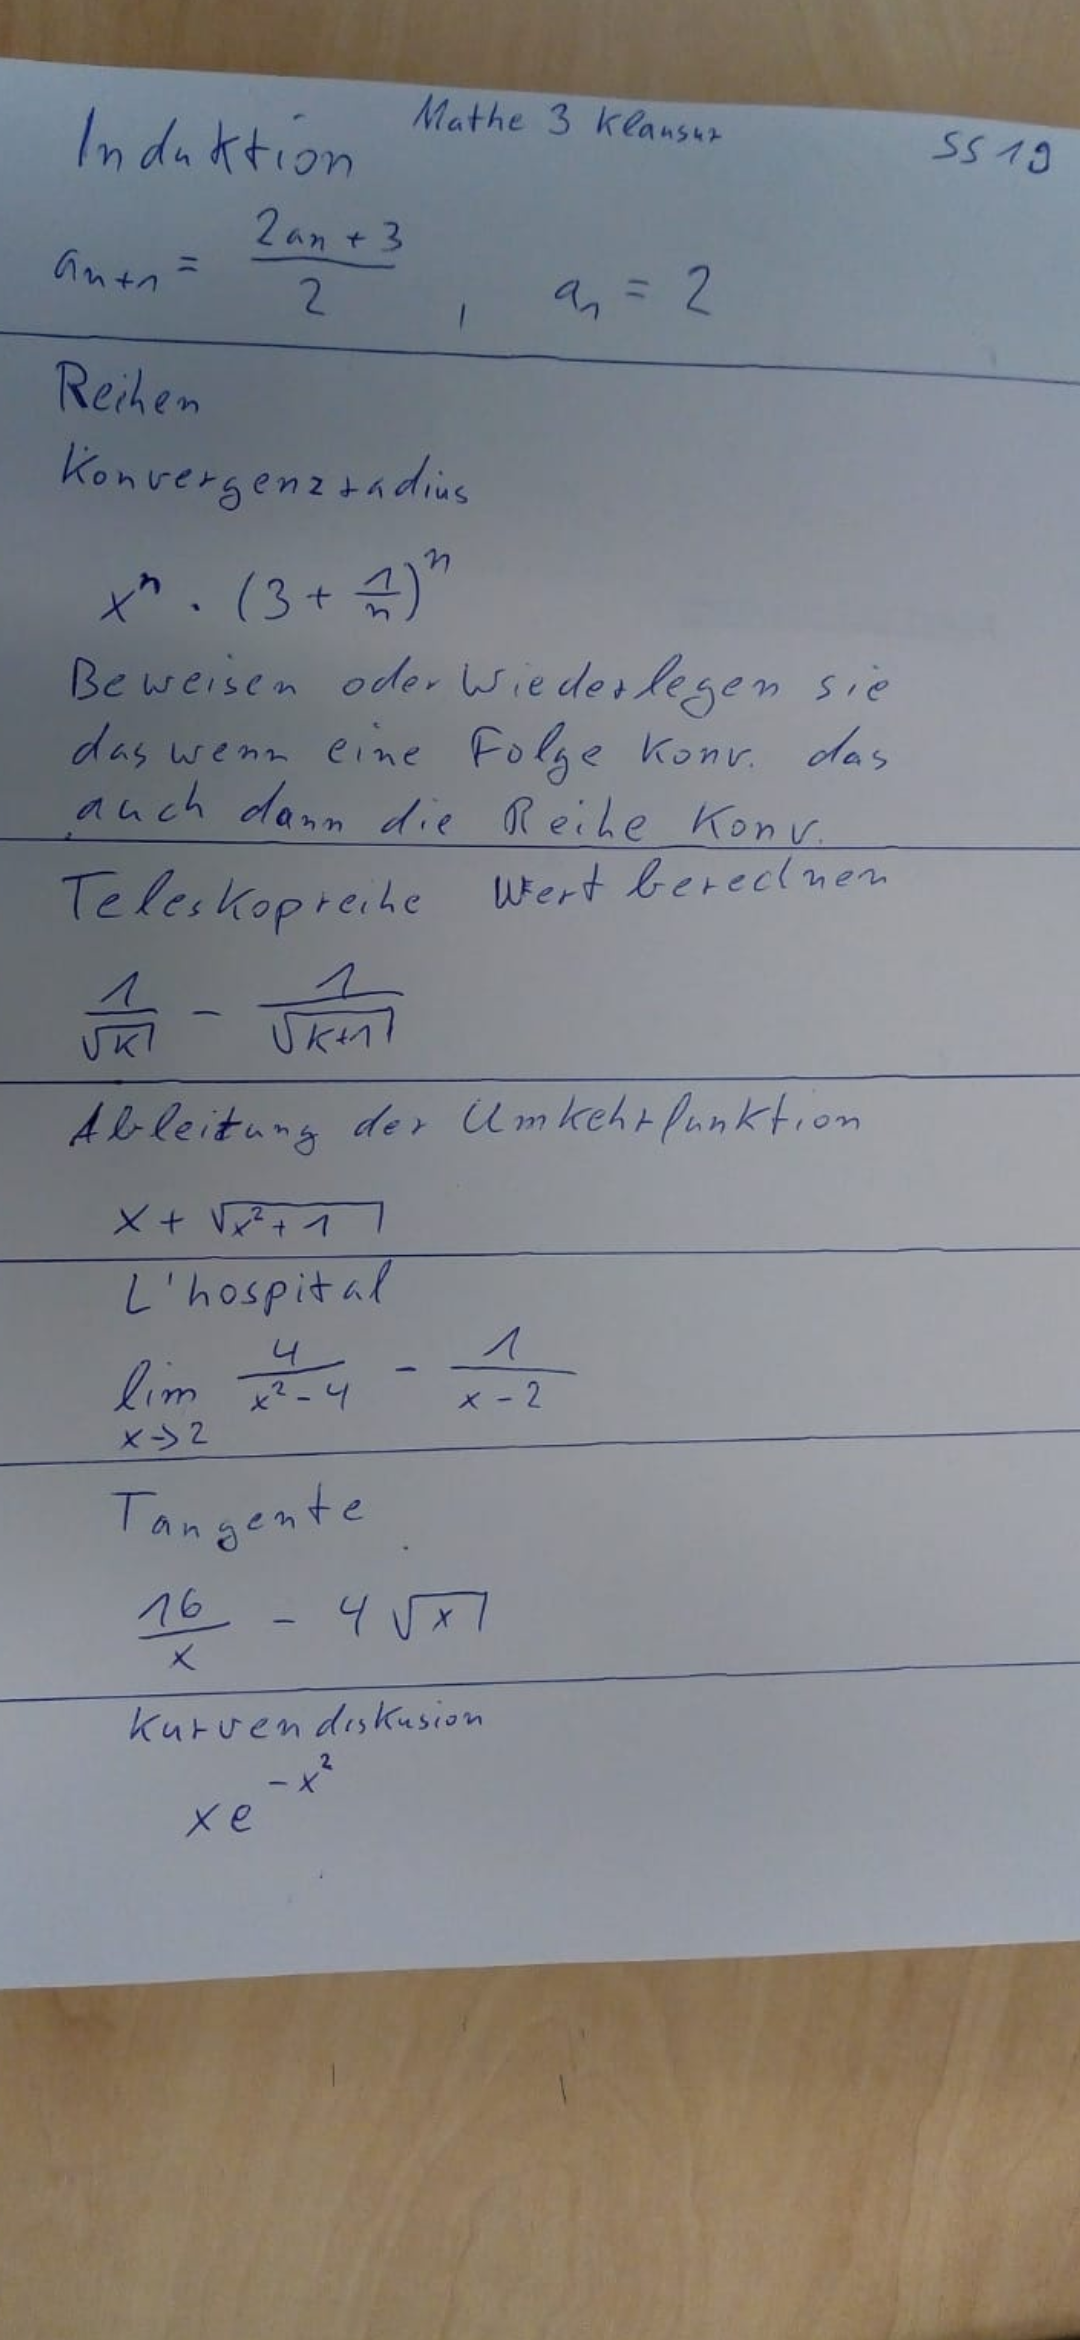 Mathe 3 Klausur
SS 19
Induktion
a_{n+1} = \frac{2a_n + 3}{2} , a_1 = 2
Reihen
Konvergenzradius
x^n · (3 + \frac{1}{n})^n
Beweisen oder Wiederlegen sie
das wenn eine Folge Konv. das
auch dann die Reihe Konv.
Teleskopreihe Wert berechnen
\frac{1}{\sqrt{k}} - \frac{1}{\sqrt{k+1}}
Ableitung der Umkehrfunktion
x + \sqrt{x^2 + 1}
L'hospital
\lim_{x→2} \frac{4}{x^2 - 4} - \frac{1}{x - 2}
Tangente
\frac{16}{x} - 4 \sqrt{x}
Kurvendiskusion
x e^{-x^2}